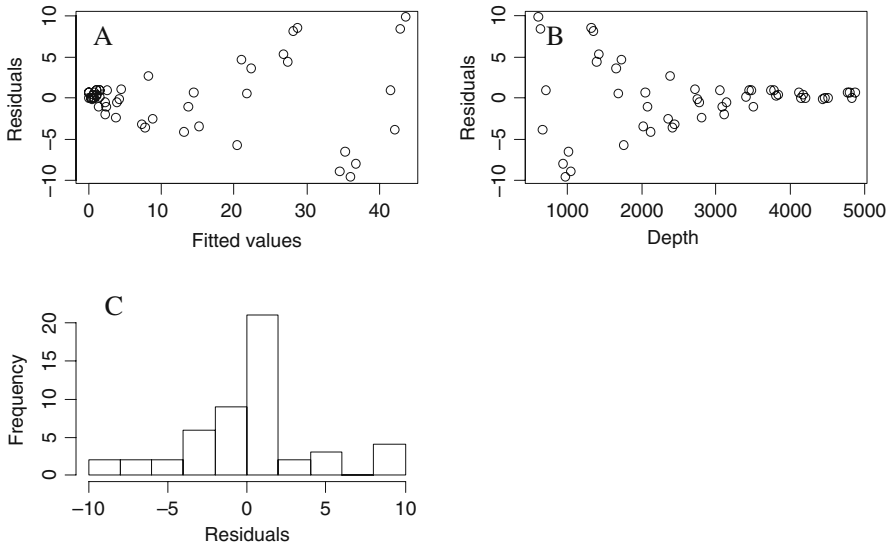 A
Residuals
10
5
0
−5
−10
0 10 20 30 40
Fitted values
B
Residuals
10
5
0
−5
−10
1000 2000 3000 4000 5000
Depth
C
Frequency
20
15
10
5
0
−10 −5 0 5 10
Residuals